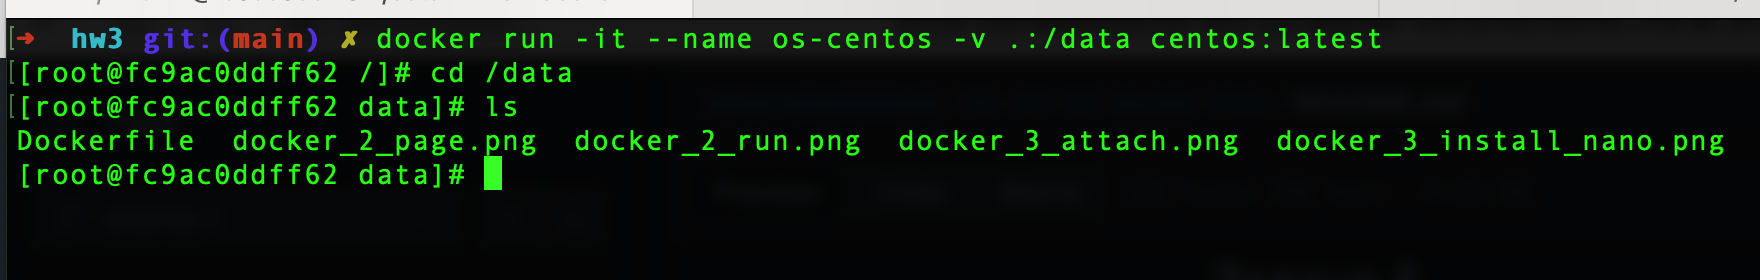 ➜ hw3 git:(main) ✗ docker run -it --name os-centos -v .:/data centos:latest
[root@fc9ac0ddff62 /]# cd /data
[root@fc9ac0ddff62 data]# ls
Dockerfile docker_2_page.png docker_2_run.png docker_3_attach.png docker_3_install_nano.png
[root@fc9ac0ddff62 data]#